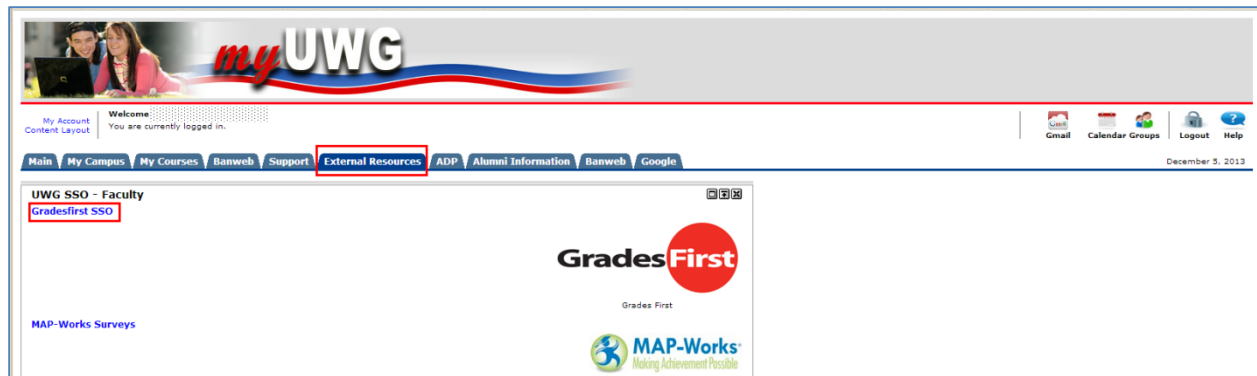 myUWG
My Account
Content Layout
Welcome
You are currently logged in.
Gmail
Gmail
Calendar
Groups
Logout
Help
Main
My Campus
My Courses
Banweb
Support
External Resources
ADP
Alumni Information
Banweb
Google
December 5, 2013
UWG SSO - Faculty
Gradesfirst SSO
GradesFirst
Grades First
MAP-Works Surveys
MAP-Works
Making Achievement Possible